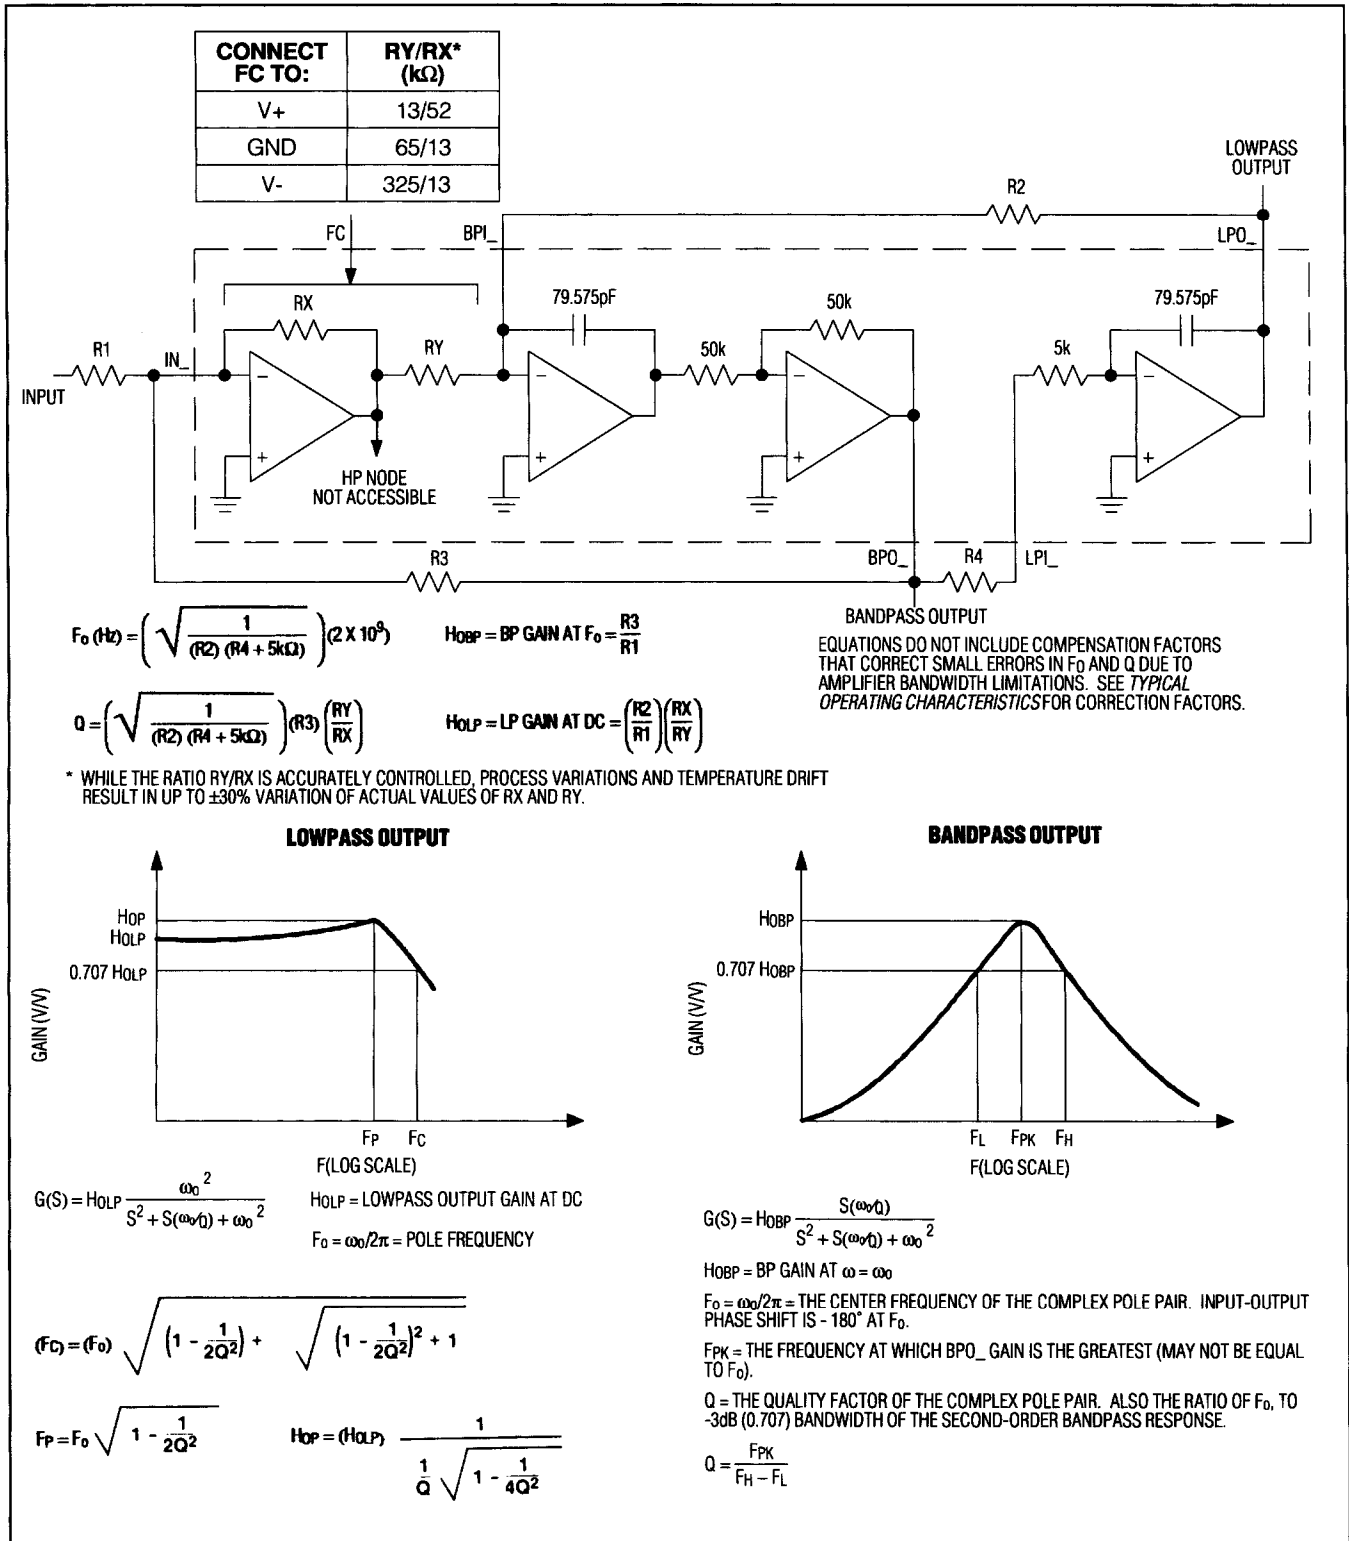 CONNECT FC TO: RY/RX* (kΩ)
V+ 13/52
GND 65/13
V- 325/13
LOWPASS
OUTPUT
R2
FC
BPI_
LPO_
RX
79.575pF
50k
79.575pF
R1
IN_
RY
50k
5k
INPUT
HP NODE
NOT ACCESSIBLE
R3
BPO_
R4
LPI_
BANDPASS OUTPUT
F₀ (Hz) = ( √ 1 / (R2) (R4 + 5kΩ) ) (2 X 10⁹)
HOBP = BP GAIN AT F₀ = R3 / R1
EQUATIONS DO NOT INCLUDE COMPENSATION FACTORS
THAT CORRECT SMALL ERRORS IN F₀ AND Q DUE TO
AMPLIFIER BANDWIDTH LIMITATIONS. SEE TYPICAL
OPERATING CHARACTERISTICS FOR CORRECTION FACTORS.
Q = ( √ 1 / (R2) (R4 + 5kΩ) ) (R3) (RY / RX)
HOLP = LP GAIN AT DC = (R2 / R1) (RX / RY)
* WHILE THE RATIO RY/RX IS ACCURATELY CONTROLLED, PROCESS VARIATIONS AND TEMPERATURE DRIFT
RESULT IN UP TO ±30% VARIATION OF ACTUAL VALUES OF RX AND RY.
LOWPASS OUTPUT
HOP
HOLP
0.707 HOLP
GAIN (V/V)
FP FC
F(LOG SCALE)
G(S) = HOLP ω₀² / S² + S(ω₀/Q) + ω₀²
HOLP = LOWPASS OUTPUT GAIN AT DC
F₀ = ω₀/2π = POLE FREQUENCY
(FC) = (F₀) √ (1 - 1/2Q²) + √ (1 - 1/2Q²)² + 1
FP = F₀ √ 1 - 1/2Q²
HOP = (HOLP) 1 / 1/Q √ 1 - 1/4Q²
BANDPASS OUTPUT
HOBP
0.707 HOBP
GAIN (V/V)
FL FPK FH
F(LOG SCALE)
G(S) = HOBP S(ω₀/Q) / S² + S(ω₀/Q) + ω₀²
HOBP = BP GAIN AT ω = ω₀
F₀ = ω₀/2π = THE CENTER FREQUENCY OF THE COMPLEX POLE PAIR. INPUT-OUTPUT
PHASE SHIFT IS - 180° AT F₀.
FPK = THE FREQUENCY AT WHICH BPO_ GAIN IS THE GREATEST (MAY NOT BE EQUAL
TO F₀).
Q = THE QUALITY FACTOR OF THE COMPLEX POLE PAIR. ALSO THE RATIO OF F₀, TO
-3dB (0.707) BANDWIDTH OF THE SECOND-ORDER BANDPASS RESPONSE.
Q = FPK / FH – FL